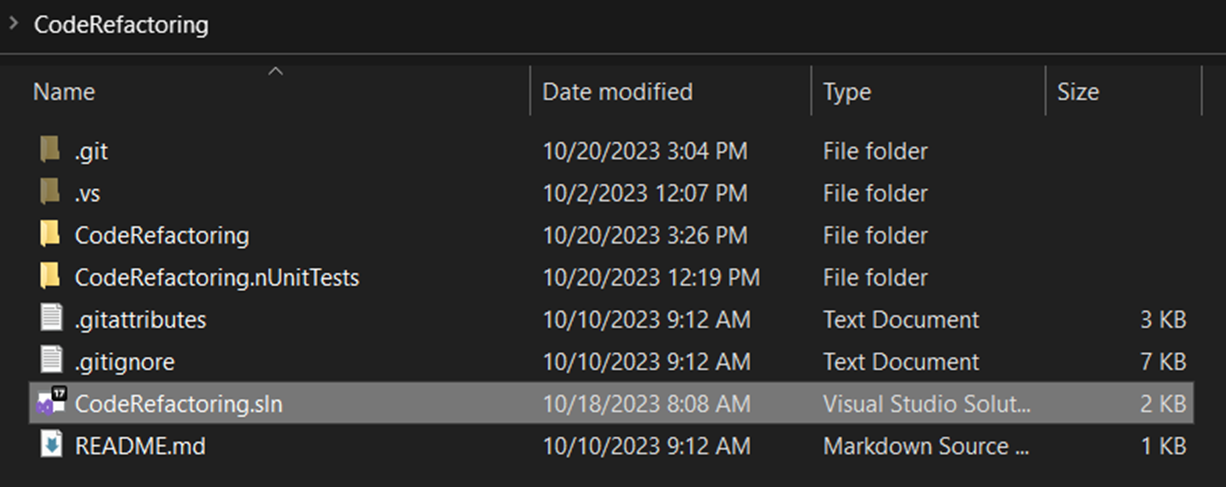 CodeRefactoring
Name Date modified Type Size
.git 10/20/2023 3:04 PM File folder
.vs 10/2/2023 12:07 PM File folder
CodeRefactoring 10/20/2023 3:26 PM File folder
CodeRefactoring.nUnitTests 10/20/2023 12:19 PM File folder
.gitattributes 10/10/2023 9:12 AM Text Document 3 KB
.gitignore 10/10/2023 9:12 AM Text Document 7 KB
17 CodeRefactoring.sln 10/18/2023 8:08 AM Visual Studio Solut... 2 KB
README.md 10/10/2023 9:12 AM Markdown Source ... 1 KB